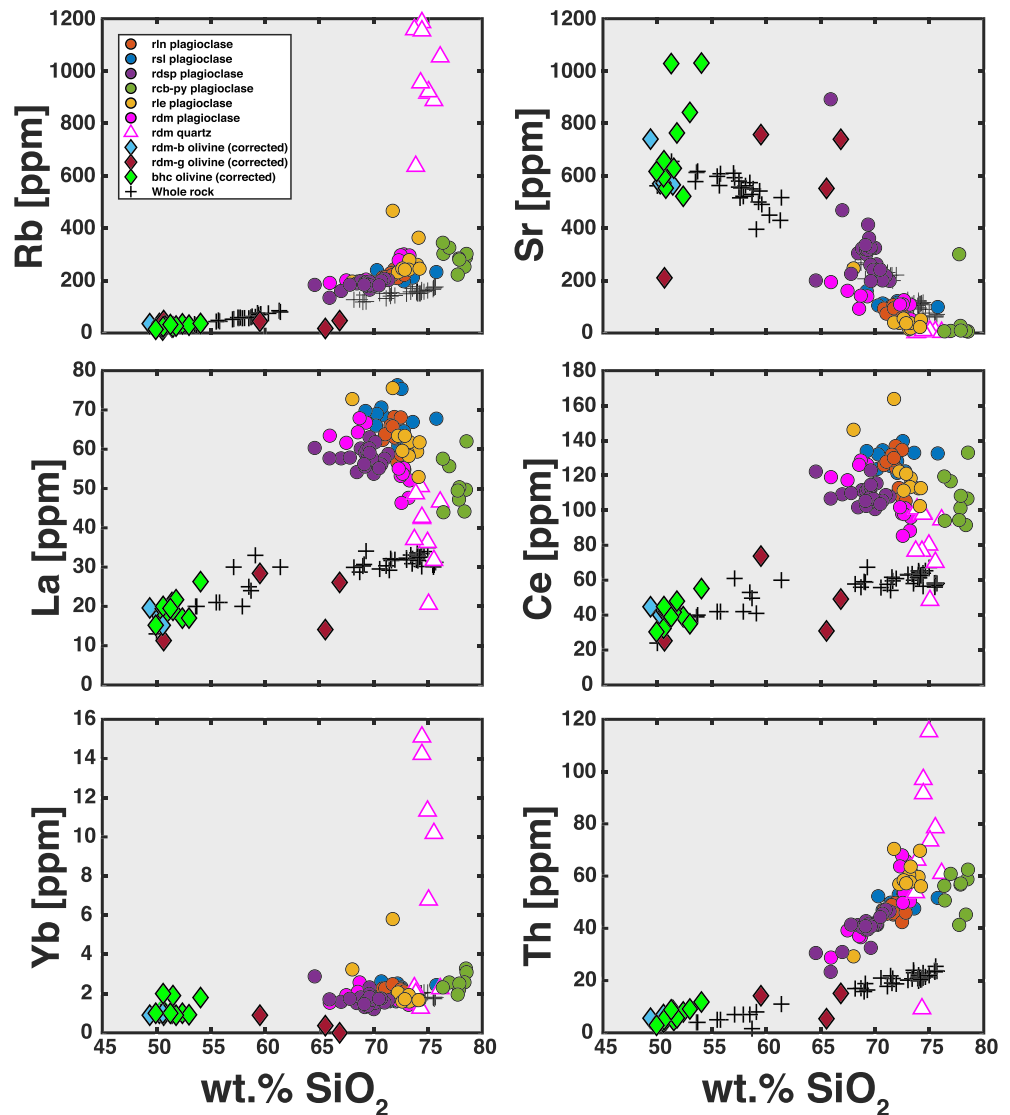 1200
1000
800
600
400
200
0
Rb [ppm]
rln plagioclase
rsl plagioclase
rdsp plagioclase
rcb-py plagioclase
rle plagioclase
rdm plagioclase
rdm quartz
rdm-b olivine (corrected)
rdm-g olivine (corrected)
bhc olivine (corrected)
Whole rock
1200
1000
800
600
400
200
0
Sr [ppm]
80
70
60
50
40
30
20
10
0
La [ppm]
180
160
140
120
100
80
60
40
20
0
Ce [ppm]
16
14
12
10
8
6
4
2
0
Yb [ppm]
45 50 55 60 65 70 75 80
wt.% SiO2
120
100
80
60
40
20
0
Th [ppm]
45 50 55 60 65 70 75 80
wt.% SiO2